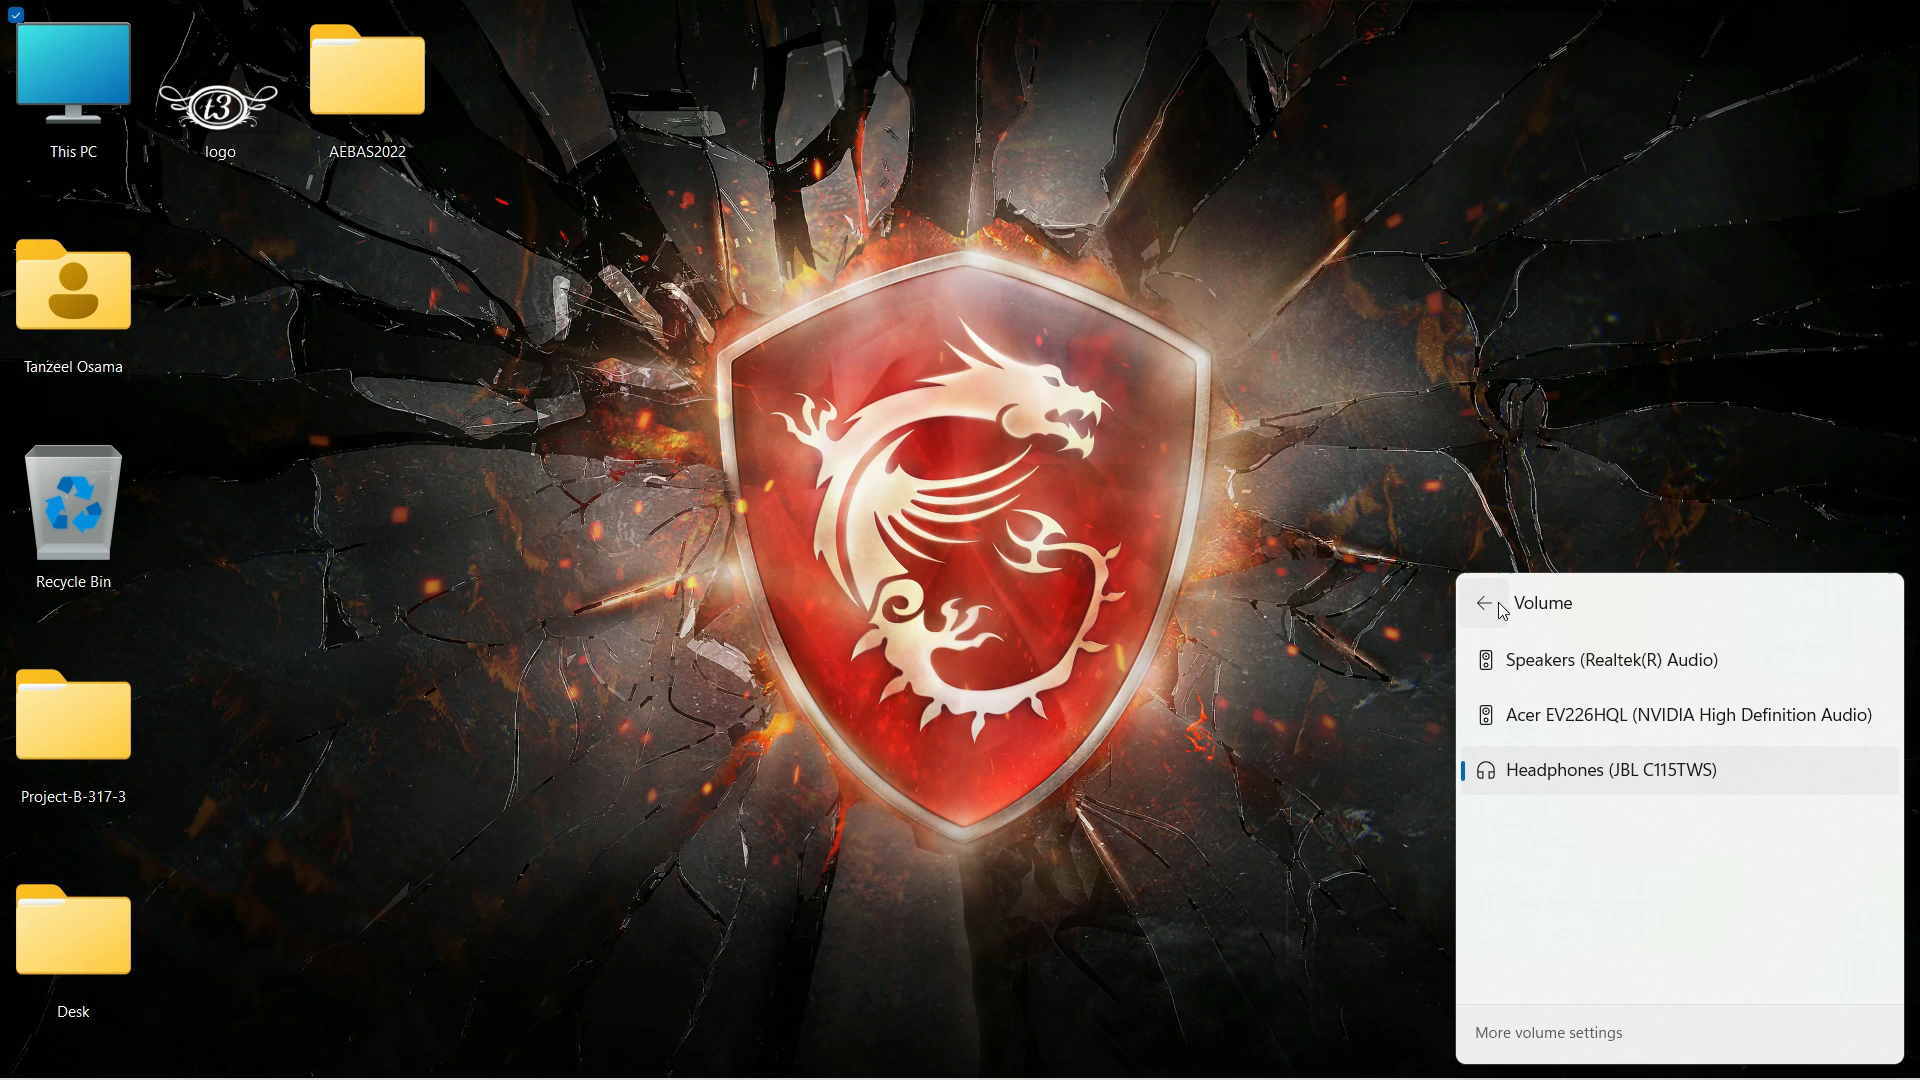 This PC
t3
logo
AEBAS2022
Tanzeel Osama
Recycle Bin
Project-B-317-3
Desk
Volume
Speakers (Realtek(R) Audio)
Acer EV226HQL (NVIDIA High Definition Audio)
Headphones (JBL C115TWS)
More volume settings